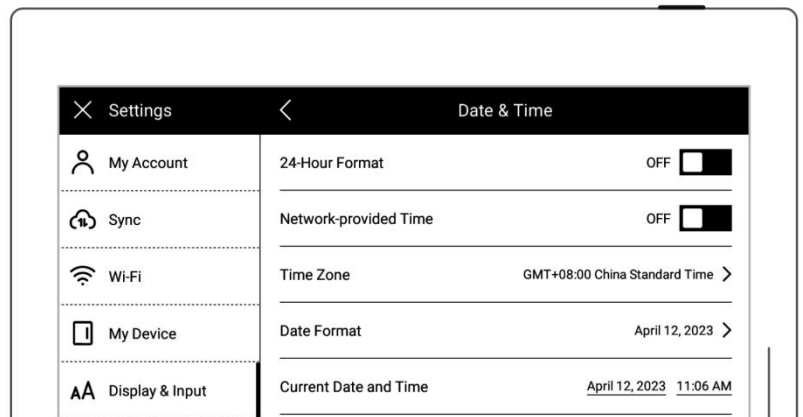 Settings
Date & Time
My Account
24-Hour Format
OFF
Sync
Network-provided Time
OFF
Wi-Fi
Time Zone
GMT+08:00 China Standard Time
My Device
Date Format
April 12, 2023
Display & Input
Current Date and Time
April 12, 2023 11:06 AM